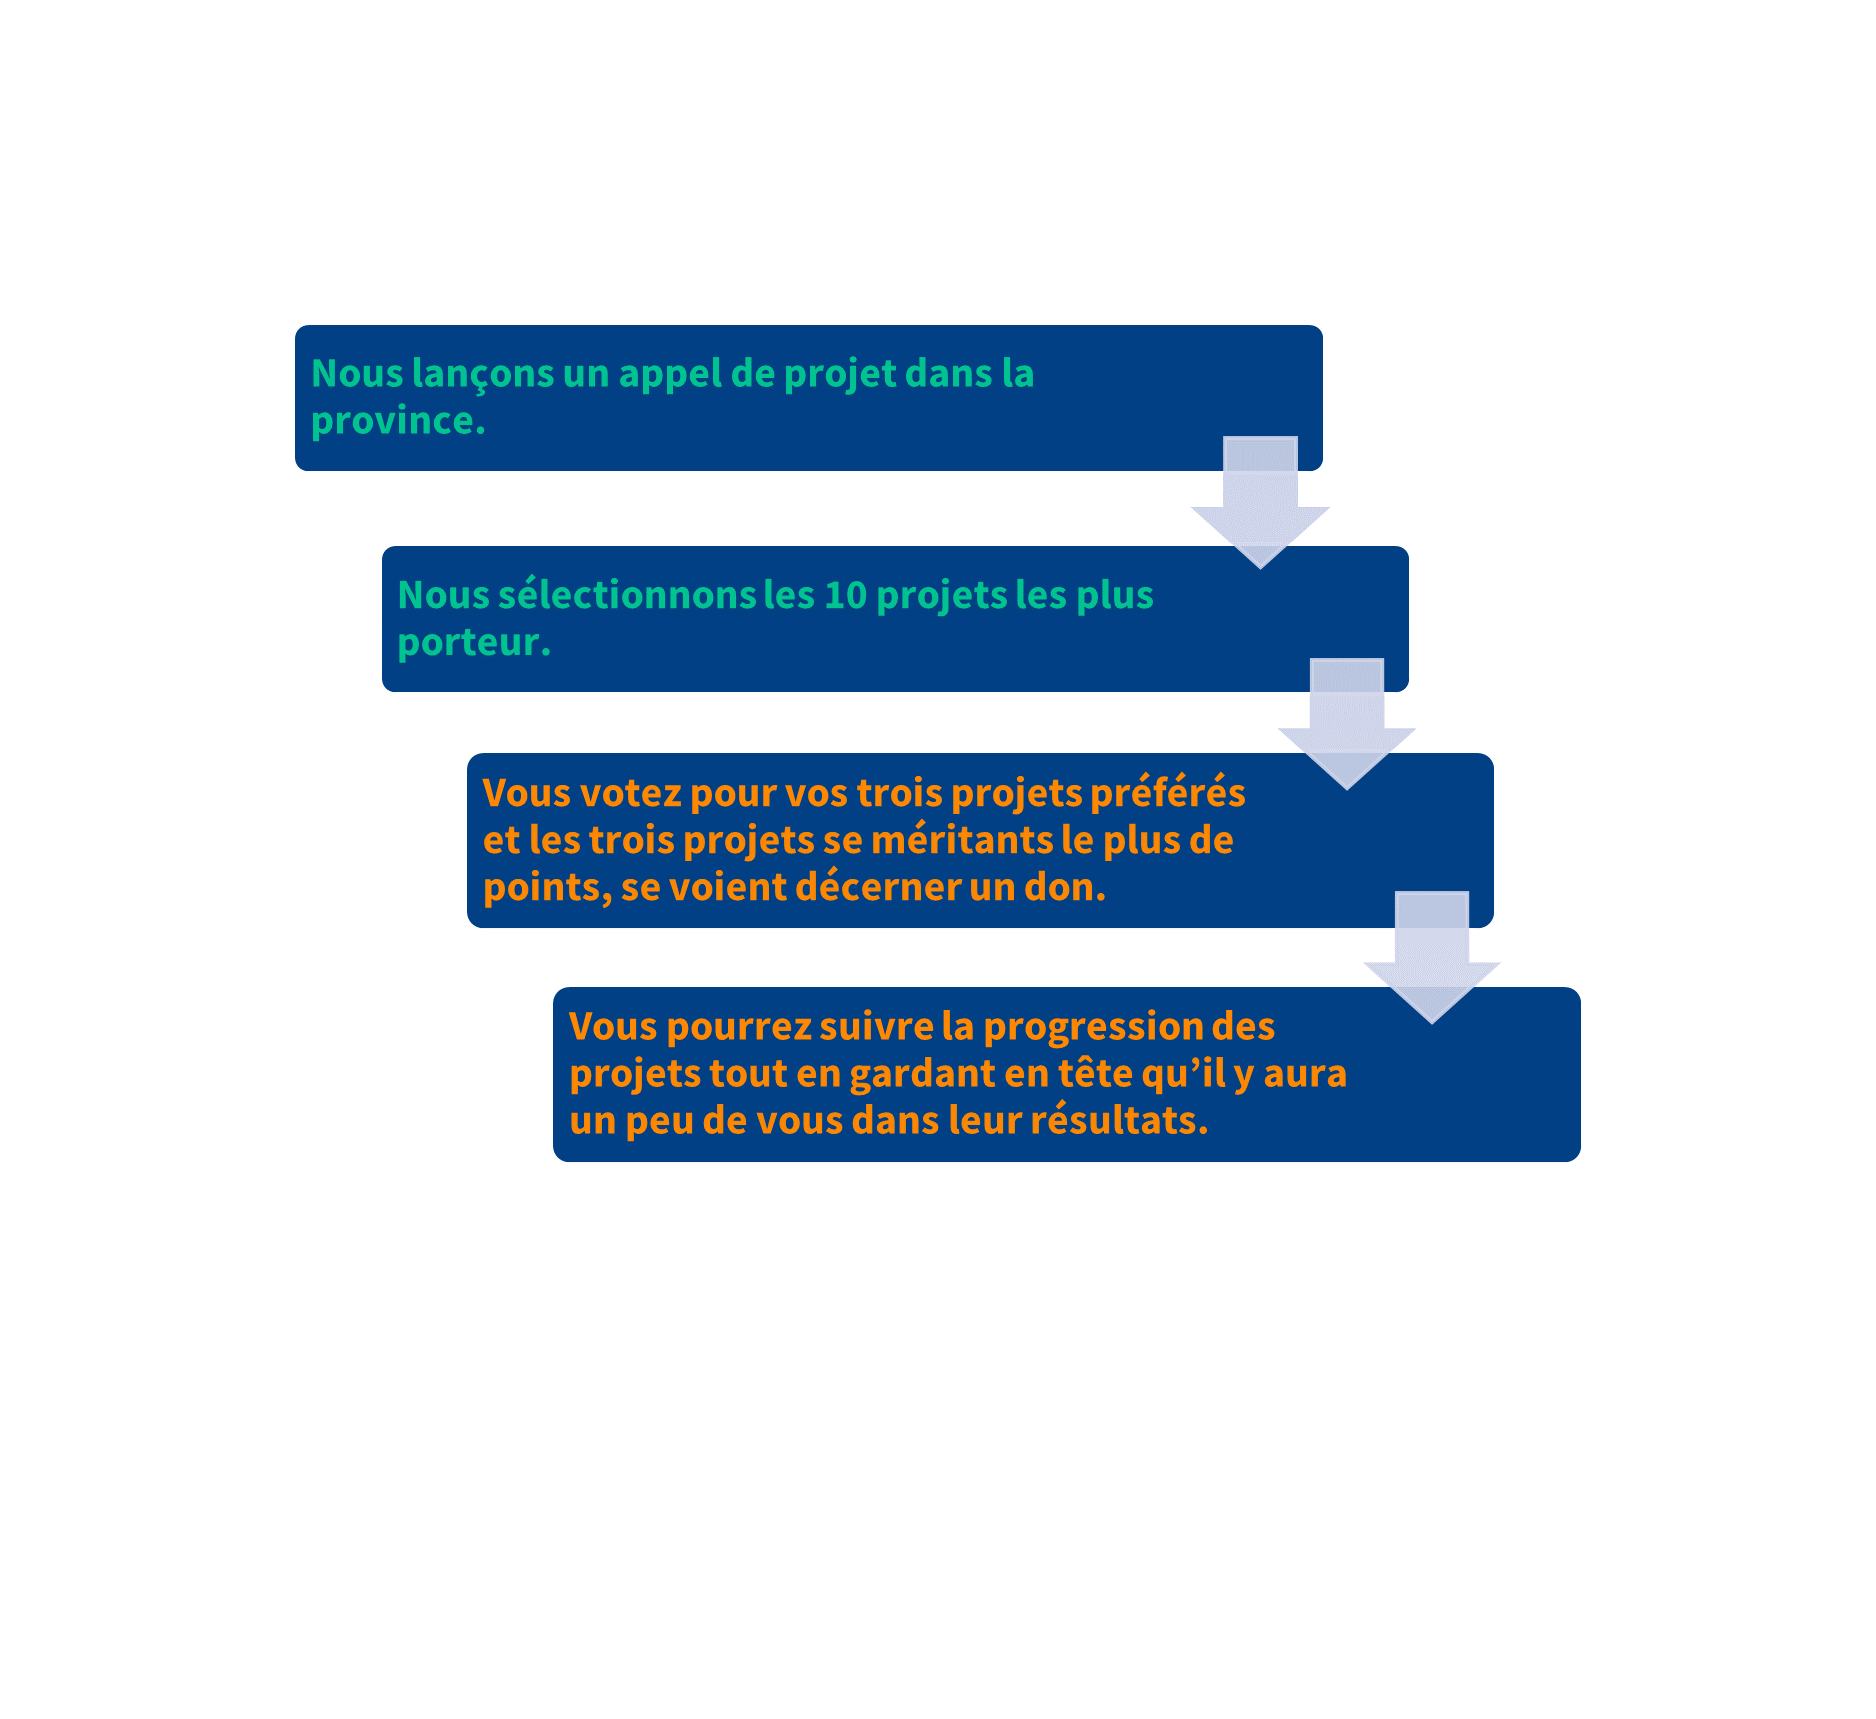 Nous lançons un appel de projet dans la
province.
Nous sélectionnons les 10 projets les plus
porteur.
Vous votez pour vos trois projets préférés
et les trois projets se méritants le plus de
points, se voient décerner un don.
Vous pourrez suivre la progression des
projets tout en gardant en tête qu’il y aura
un peu de vous dans leur résultats.